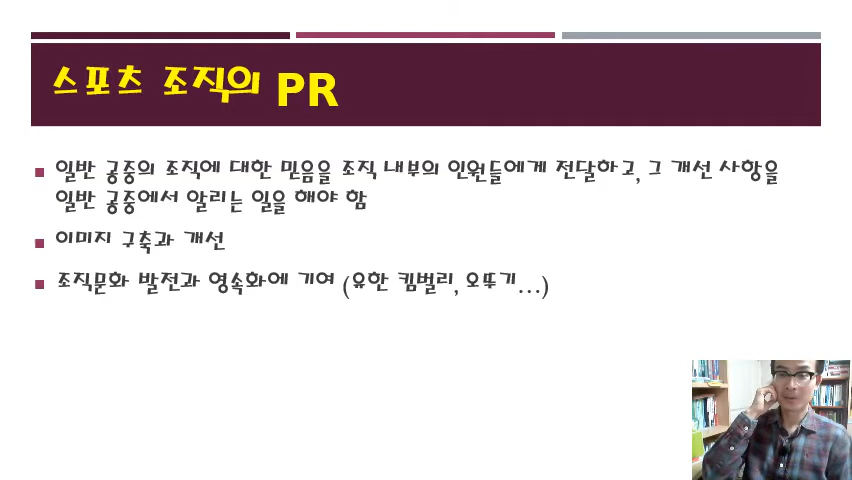 스포츠 조직의 PR
일반 공중의 조직에 대한 믿음을 조직 내부의 인원들에게 전달하고, 그 개선 사항을
일반 공중에서 알리는 일을 해야 함
이미지 구축과 개선
조직문화 발전과 영속화에 기여 (유한 킴벌리, 오뚜기…)